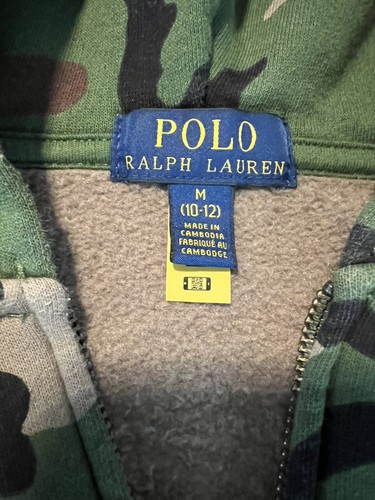 POLO
RALPH LAUREN
M
(10-12)
MADE IN
CAMBODIA
FABRIQUÉ AU
CAMBODGE